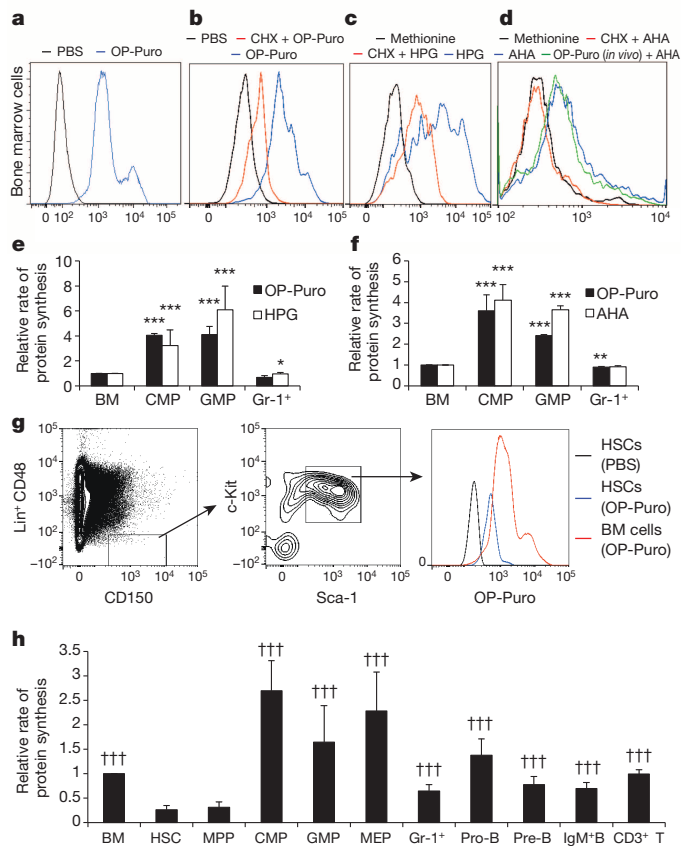 a
PBS OP-Puro
Bone marrow cells
0 10² 10³ 10⁴ 10⁵
b
PBS CHX + OP-Puro
OP-Puro
0 10² 10³ 10⁴ 10⁵
c
Methionine
CHX + HPG HPG
0 10² 10³ 10⁴ 10⁵
d
Methionine CHX + AHA
AHA OP-Puro (in vivo) + AHA
10² 10³ 10⁴
e
Relative rate of
protein synthesis
10
8
6
4
2
0
*** *** *** *** *
OP-Puro
HPG
BM CMP GMP Gr-1⁺
f
Relative rate of
protein synthesis
6
5
4
3
2
1
0
*** *** *** *** **
OP-Puro
AHA
BM CMP GMP Gr-1⁺
g
Lin⁺ CD48
10⁵
10⁴
10³
10²
−10²
0 10³ 10⁴ 10⁵
CD150
c-Kit
10⁵
10⁴
10³
10²
0
−10²
0 10³ 10⁴ 10⁵
Sca-1
0
0 10³ 10⁴ 10⁵
OP-Puro
HSCs
(PBS)
HSCs
(OP-Puro)
BM cells
(OP-Puro)
h
Relative rate of
protein synthesis
3.5
3
2.5
2
1.5
1
0.5
0
††† ††† ††† ††† ††† ††† ††† ††† †††
BM HSC MPP CMP GMP MEP Gr-1⁺ Pro-B Pre-B IgM⁺B CD3⁺ T